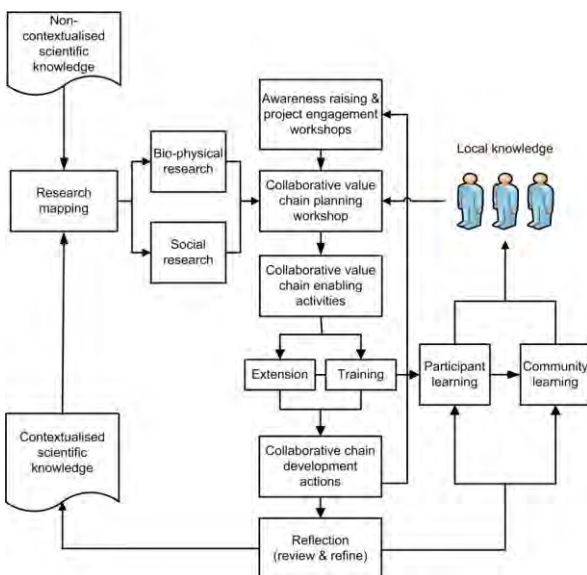 Non-
contextualised
scientific
knowledge
Awareness raising &
project engagement
workshops
Bio-physical
research
Local knowledge
Research
mapping
Collaborative value
chain planning
workshop
Social
research
Collaborative value
chain enabling
activities
Extension
Training
Participant
learning
Community
learning
Contextualised
scientific
knowledge
Collaborative chain
development
actions
Reflection
(review & refine)